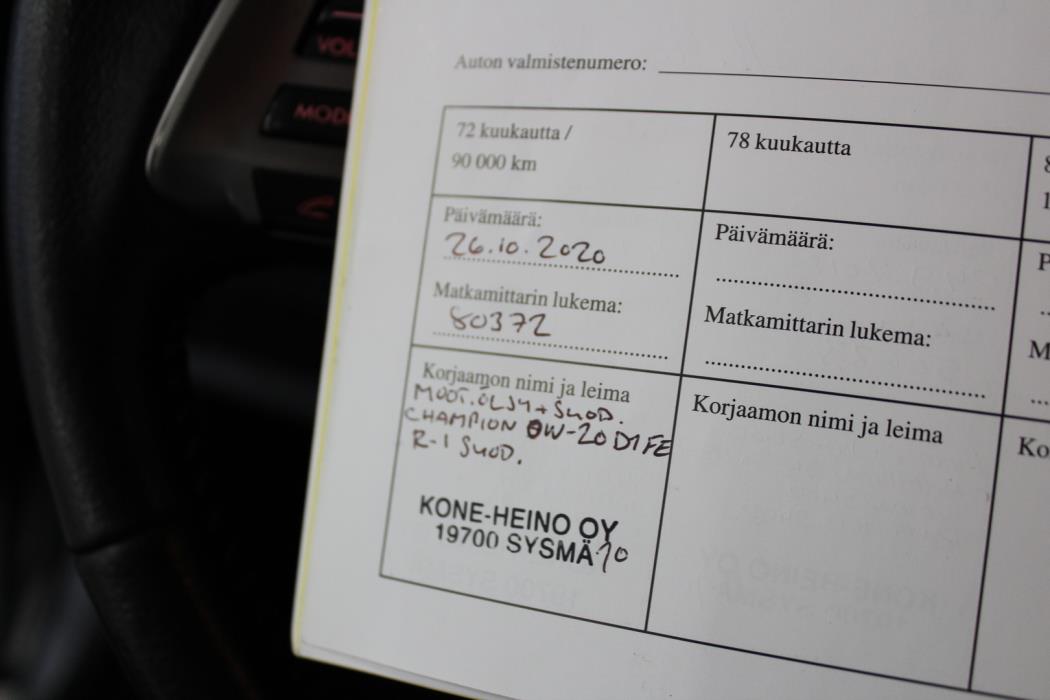 VOL
MODE
Auton valmistenumero:
72 kuukautta /
90 000 km
Päivämäärä:
26.10.2020
Matkamittarin lukema:
80372
Korjaamon nimi ja leima
MOOT.ÖLJY + SUOD.
CHAMPION 0W-20 D1 FE
R-I SUOD.
KONE-HEINO OY
19700 SYSMÄ
78 kuukautta
Päivämäärä:
Matkamittarin lukema:
Korjaamon nimi ja leima
P
M
Ko